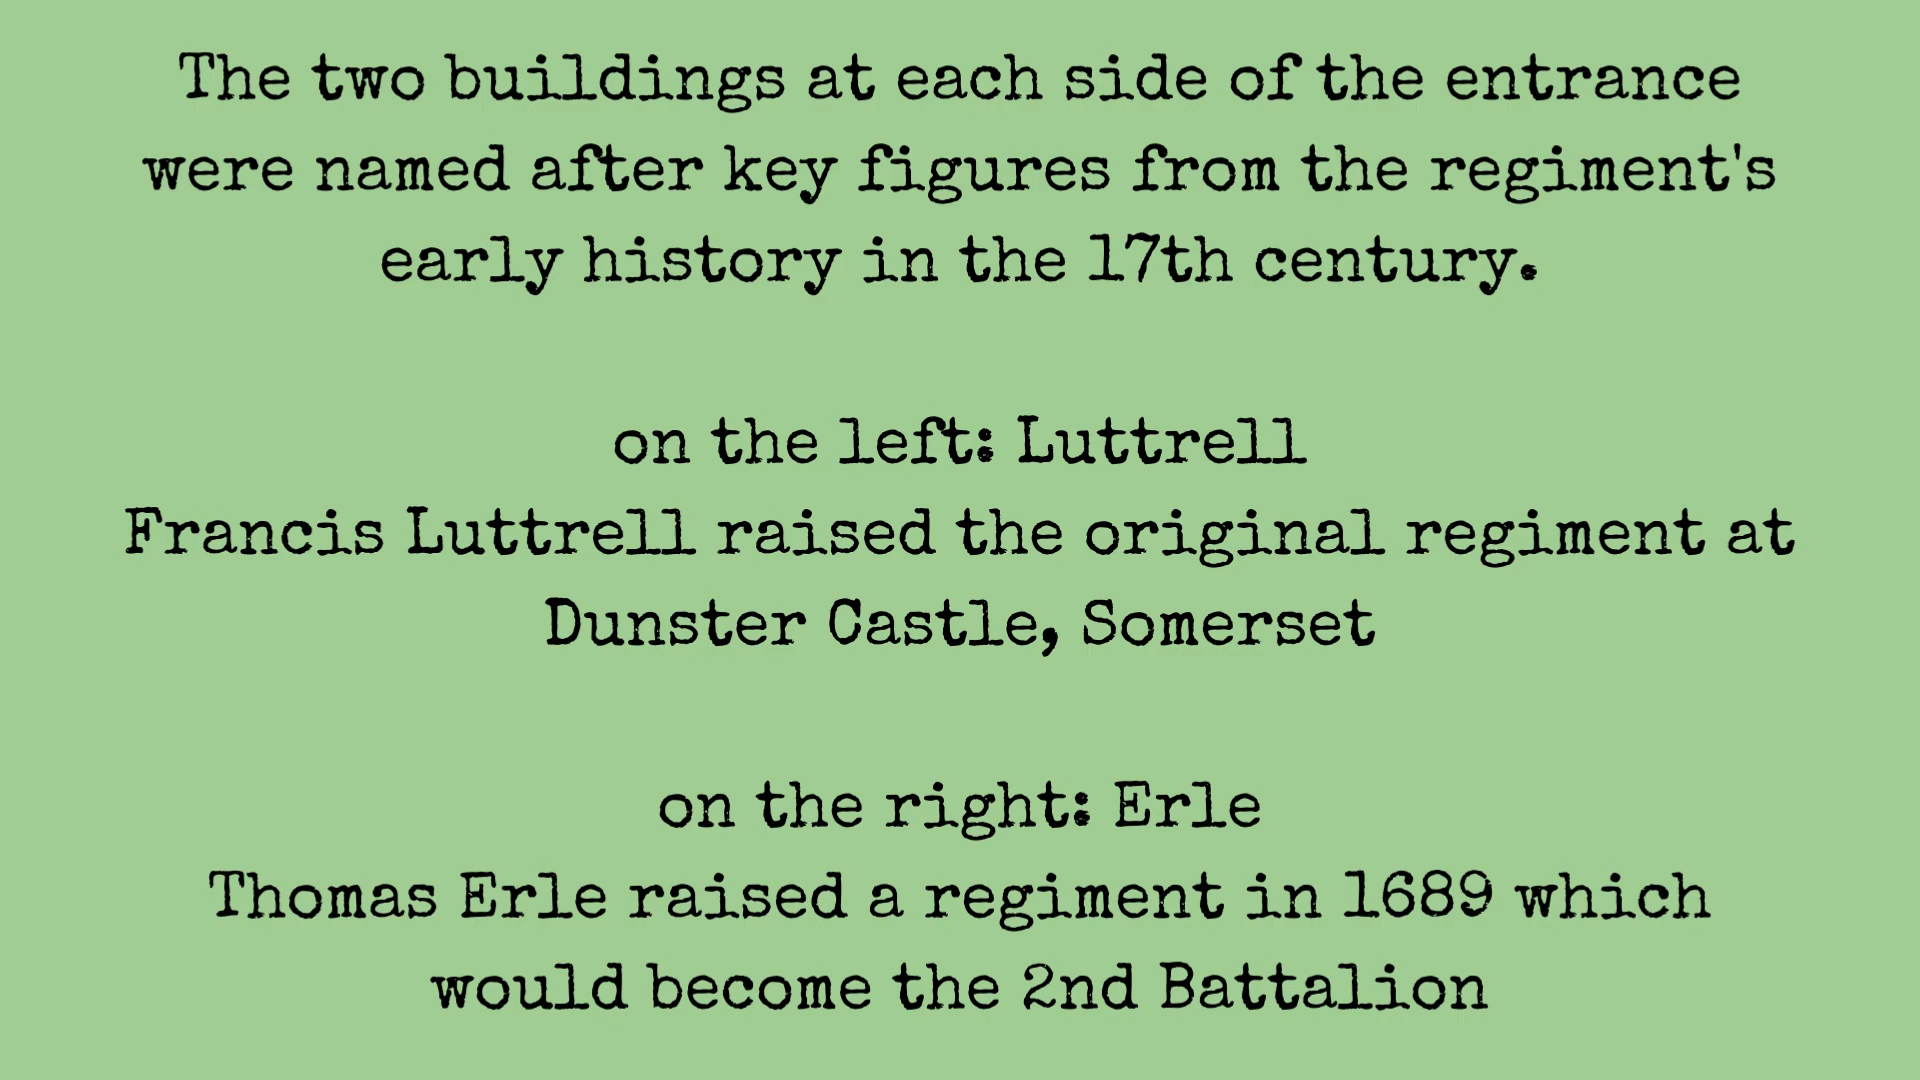 The two buildings at each side of the entrance
were named after key figures from the regiment's
early history in the 17th century.
on the left: Luttrell
Francis Luttrell raised the original regiment at
Dunster Castle, Somerset
on the right: Erle
Thomas Erle raised a regiment in 1689 which
would become the 2nd Battalion